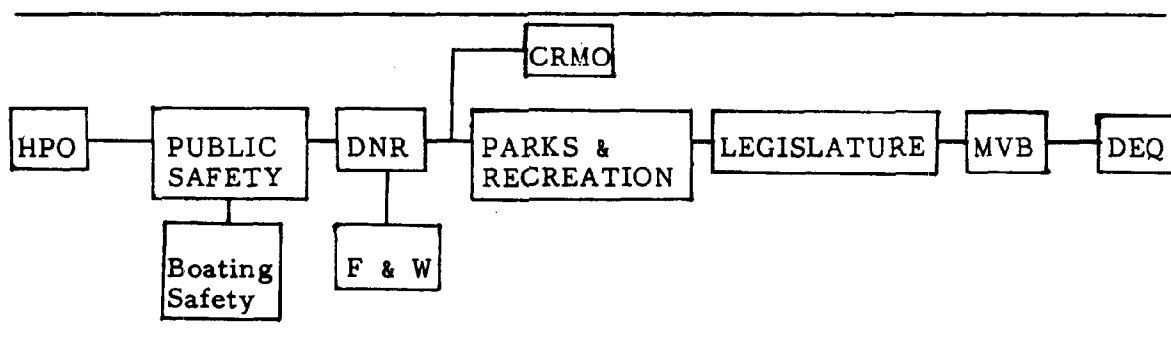 CRMO
HPO
PUBLIC
SAFETY
DNR
PARKS &
RECREATION
LEGISLATURE
MVB
DEQ
Boating
Safety
F & W